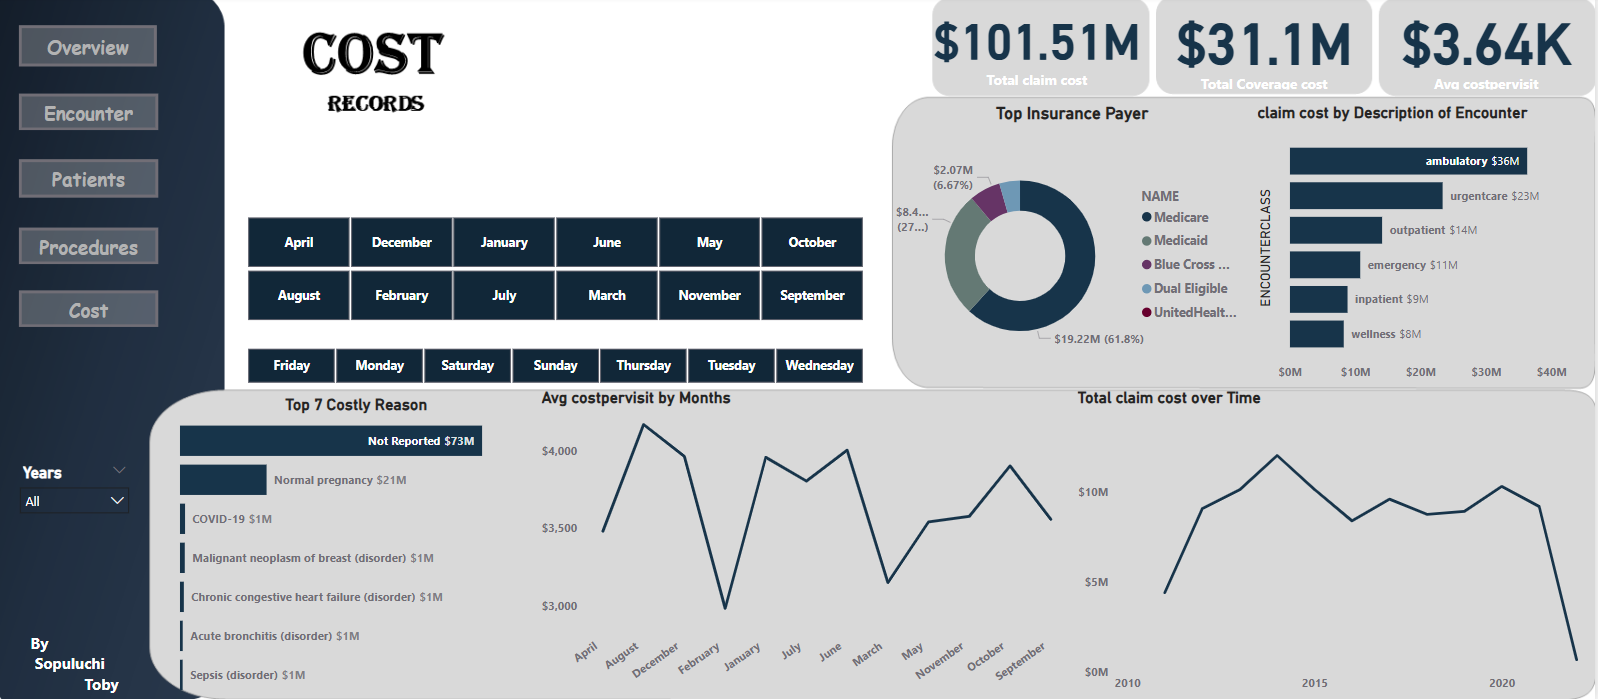 Overview
Encounter
Patients
Procedures
Cost
Years
All
By
Sopuluchi
Toby
COST
RECORDS
$101.51M
Total claim cost
$31.1M
Total Coverage cost
$3.64K
Avg costpervisit
April December January June May October
August February July March November September
Friday Monday Saturday Sunday Thursday Tuesday Wednesday
Top Insurance Payer
$2.07M
(6.67%)
$8.4...
(27...)
$19.22M (61.8%)
NAME
Medicare
Medicaid
Blue Cross ...
Dual Eligible
UnitedHealt...
claim cost by Description of Encounter
ENCOUNTERCLASS
ambulatory $36M
urgentcare $23M
outpatient $14M
emergency $11M
inpatient $9M
wellness $8M
$0M $10M $20M $30M $40M
Top 7 Costly Reason
Not Reported $73M
Normal pregnancy $21M
COVID-19 $1M
Malignant neoplasm of breast (disorder) $1M
Chronic congestive heart failure (disorder) $1M
Acute bronchitis (disorder) $1M
Sepsis (disorder) $1M
Avg costpervisit by Months
$4,000
$3,500
$3,000
April August December February January July June March May November October September
Total claim cost over Time
$10M
$5M
$0M
2010 2015 2020